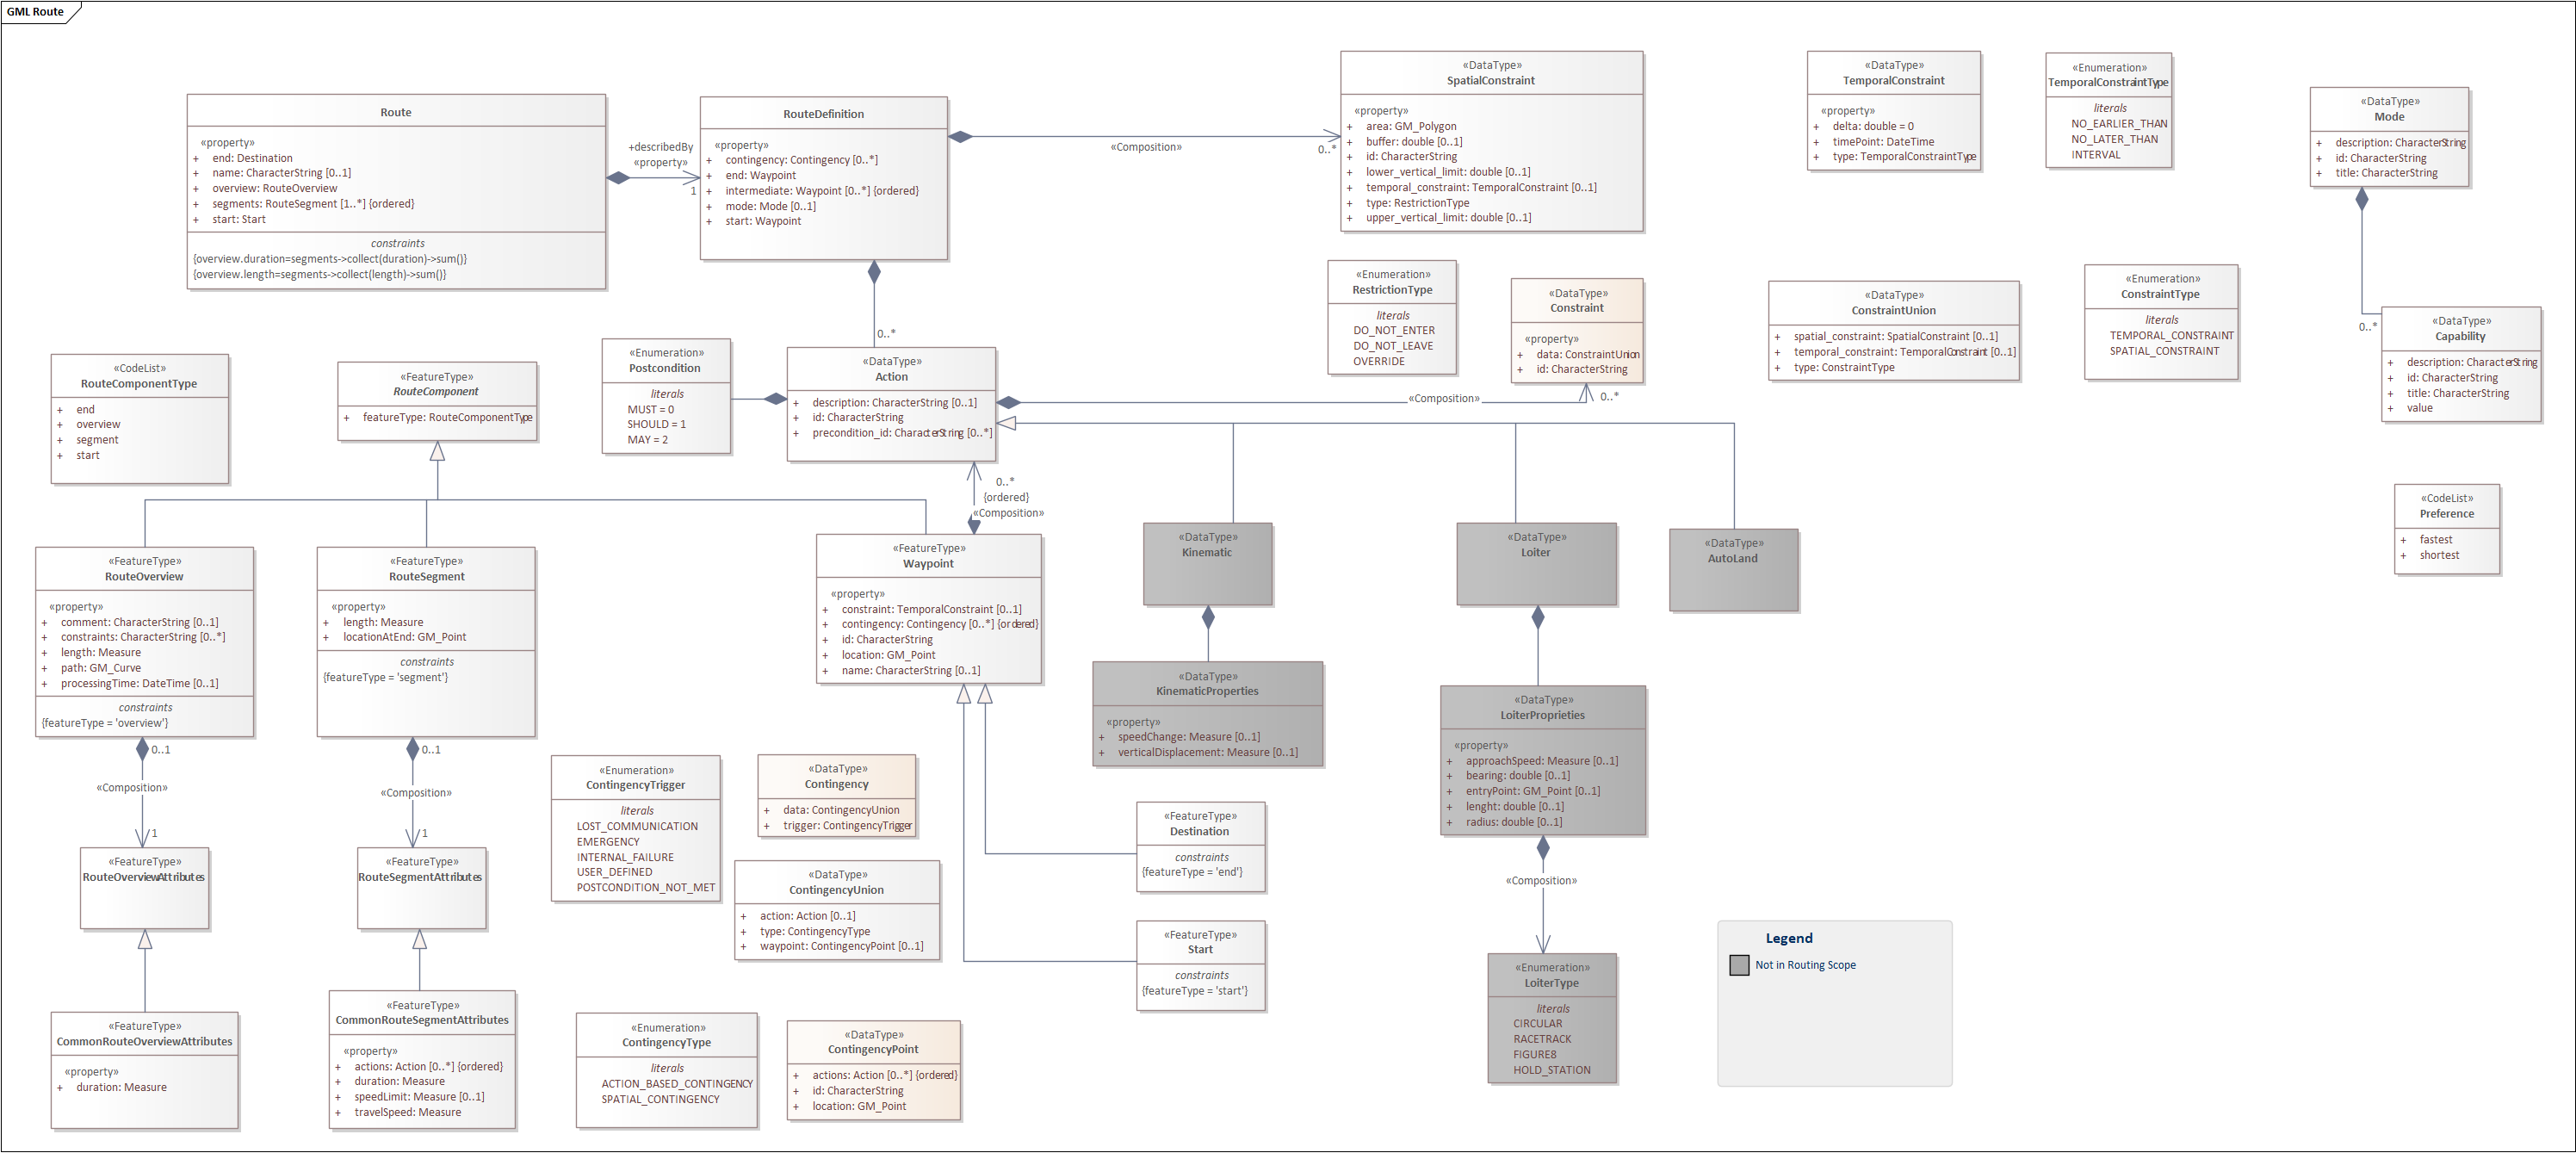 GML Route
Route
«property»
+ end: Destination
+ name: CharacterString [0..1]
+ overview: RouteOverview
+ segments: RouteSegment [1..*] {ordered}
+ start: Start
constraints
{overview.duration=segments->collect(duration)->sum()}
{overview.length=segments->collect(length)->sum()}
+describedBy
«property»
1
RouteDefinition
«property»
+ contingency: Contingency [0..*]
+ end: Waypoint
+ intermediate: Waypoint [0..*] {ordered}
+ mode: Mode [0..1]
+ start: Waypoint
«Composition»
0..*
«DataType»
SpatialConstraint
«property»
+ area: GM_Polygon
+ buffer: double [0..1]
+ id: CharacterString
+ lower_vertical_limit: double [0..1]
+ temporal_constraint: TemporalConstraint [0..1]
+ type: RestrictionType
+ upper_vertical_limit: double [0..1]
«DataType»
TemporalConstraint
«property»
+ delta: double = 0
+ timePoint: DateTime
+ type: TemporalConstraintType
«Enumeration»
TemporalConstraintType
literals
NO_EARLIER_THAN
NO_LATER_THAN
INTERVAL
«DataType»
Mode
+ description: CharacterString
+ id: CharacterString
+ title: CharacterString
0..*
«DataType»
Capability
+ description: CharacterString
+ id: CharacterString
+ title: CharacterString
+ value
«Enumeration»
RestrictionType
literals
DO_NOT_ENTER
DO_NOT_LEAVE
OVERRIDE
«DataType»
Constraint
«property»
+ data: ConstraintUnion
+ id: CharacterString
«DataType»
ConstraintUnion
+ spatial_constraint: SpatialConstraint [0..1]
+ temporal_constraint: TemporalConstraint [0..1]
+ type: ConstraintType
«Enumeration»
ConstraintType
literals
TEMPORAL_CONSTRAINT
SPATIAL_CONSTRAINT
0..*
«CodeList»
RouteComponentType
+ end
+ overview
+ segment
+ start
«FeatureType»
RouteComponent
+ featureType: RouteComponentType
«Enumeration»
Postcondition
literals
MUST = 0
SHOULD = 1
MAY = 2
«DataType»
Action
+ description: CharacterString [0..1]
+ id: CharacterString
+ precondition_id: CharacterString [0..*]
«Composition»
0..*
0..*
{ordered}
«Composition»
«CodeList»
Preference
+ fastest
+ shortest
«FeatureType»
RouteOverview
«property»
+ comment: CharacterString [0..1]
+ constraints: CharacterString [0..*]
+ length: Measure
+ path: GM_Curve
+ processingTime: DateTime [0..1]
constraints
{featureType = 'overview'}
«FeatureType»
RouteSegment
«property»
+ length: Measure
+ locationAtEnd: GM_Point
constraints
{featureType = 'segment'}
«FeatureType»
Waypoint
«property»
+ constraint: TemporalConstraint [0..1]
+ contingency: Contingency [0..*] {ordered}
+ id: CharacterString
+ location: GM_Point
+ name: CharacterString [0..1]
«DataType»
Kinematic
«DataType»
Loiter
«DataType»
AutoLand
«DataType»
KinematicProperties
«property»
+ speedChange: Measure [0..1]
+ verticalDisplacement: Measure [0..1]
«DataType»
LoiterProprieties
«property»
+ approachSpeed: Measure [0..1]
+ bearing: double [0..1]
+ entryPoint: GM_Point [0..1]
+ lenght: double [0..1]
+ radius: double [0..1]
0..1
«Composition»
1
0..1
«Composition»
1
«Enumeration»
ContingencyTrigger
literals
LOST_COMMUNICATION
EMERGENCY
INTERNAL_FAILURE
USER_DEFINED
POSTCONDITION_NOT_MET
«DataType»
Contingency
+ data: ContingencyUnion
+ trigger: ContingencyTrigger
«DataType»
ContingencyUnion
+ action: Action [0..1]
+ type: ContingencyType
+ waypoint: ContingencyPoint [0..1]
«FeatureType»
Destination
constraints
{featureType = 'end'}
«FeatureType»
Start
constraints
{featureType = 'start'}
«Composition»
«FeatureType»
RouteOverviewAttributes
«FeatureType»
RouteSegmentAttributes
«FeatureType»
CommonRouteOverviewAttributes
«property»
+ duration: Measure
«FeatureType»
CommonRouteSegmentAttributes
«property»
+ actions: Action [0..*] {ordered}
+ duration: Measure
+ speedLimit: Measure [0..1]
+ travelSpeed: Measure
«Enumeration»
ContingencyType
literals
ACTION_BASED_CONTINGENCY
SPATIAL_CONTINGENCY
«DataType»
ContingencyPoint
+ actions: Action [0..*] {ordered}
+ id: CharacterString
+ location: GM_Point
«Enumeration»
LoiterType
literals
CIRCULAR
RACETRACK
FIGURE8
HOLD_STATION
Legend
Not in Routing Scope